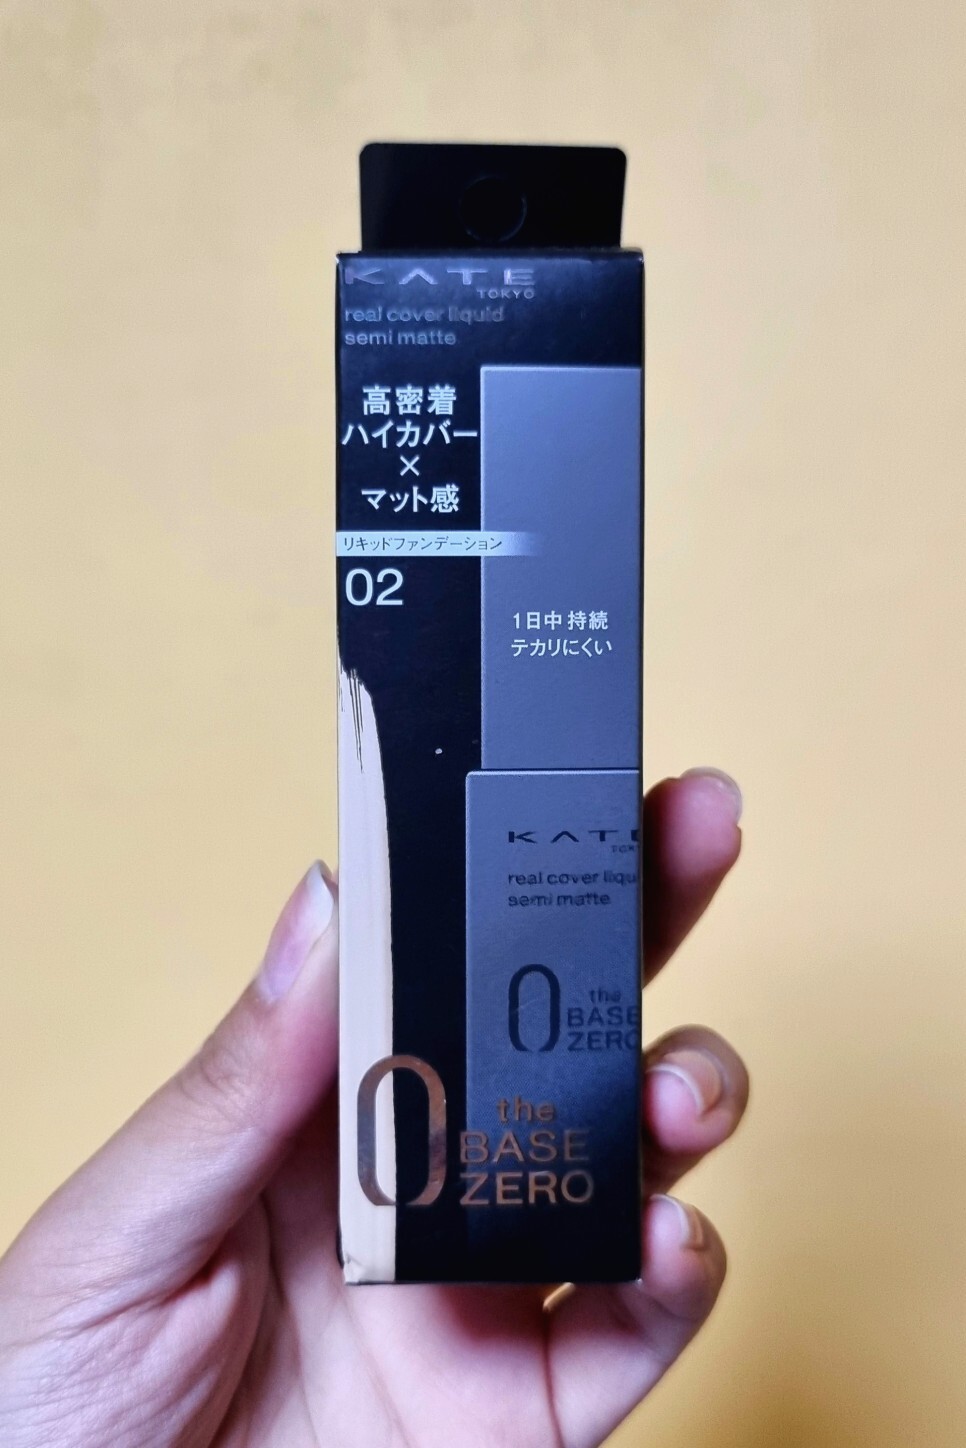 KATE
TOKYO
real cover liquid
semi matte
高密着
ハイカバー
×
マット感
リキッドファンデーション
02
1日中 持続
テカリにくい
KATE
real cover liqu
semi matte
0 the
BASE
ZERO
0 the
BASE
ZERO